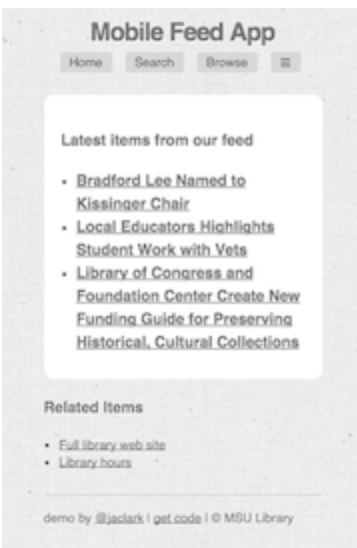 Mobile Feed App
Home Search Browse ≡
Latest items from our feed
• Bradford Lee Named to
Kissinger Chair
• Local Educators Highlights
Student Work with Vets
• Library of Congress and
Foundation Center Create New
Funding Guide for Preserving
Historical, Cultural Collections
Related Items
• Full library web site
• Library hours
demo by @jaclark | get code | © MSU Library